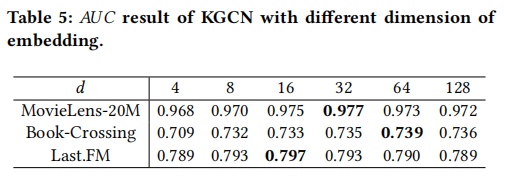 Table 5: AUC result of KGCN with different dimension of
embedding.
d 4 8 16 32 64 128
MovieLens-20M 0.968 0.970 0.975 0.977 0.973 0.972
Book-Crossing 0.709 0.732 0.733 0.735 0.739 0.736
Last.FM 0.789 0.793 0.797 0.793 0.790 0.789